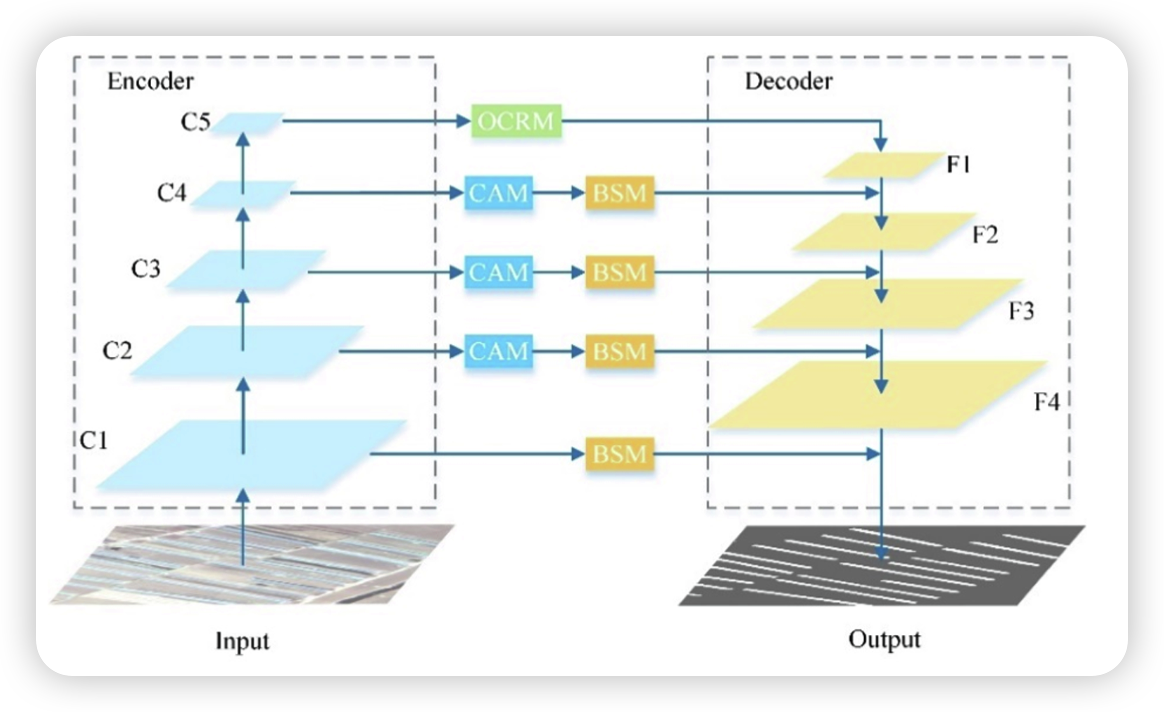 Encoder
Decoder
C5
OCRM
F1
C4
CAM
BSM
F2
C3
CAM
BSM
F3
C2
CAM
BSM
F4
C1
BSM
Input
Output